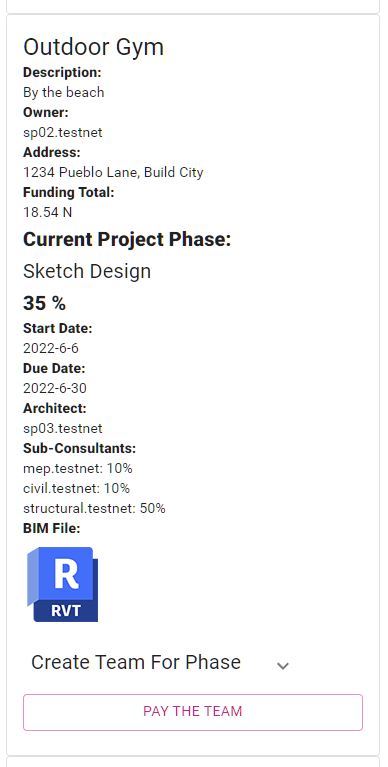 Outdoor Gym
Description:
By the beach
Owner:
sp02.testnet
Address:
1234 Pueblo Lane, Build City
Funding Total:
18.54 N
Current Project Phase:
Sketch Design
35 %
Start Date:
2022-6-6
Due Date:
2022-6-30
Architect:
sp03.testnet
Sub-Consultants:
mep.testnet: 10%
civil.testnet: 10%
structural.testnet: 50%
BIM File:
R
RVT
Create Team For Phase
PAY THE TEAM